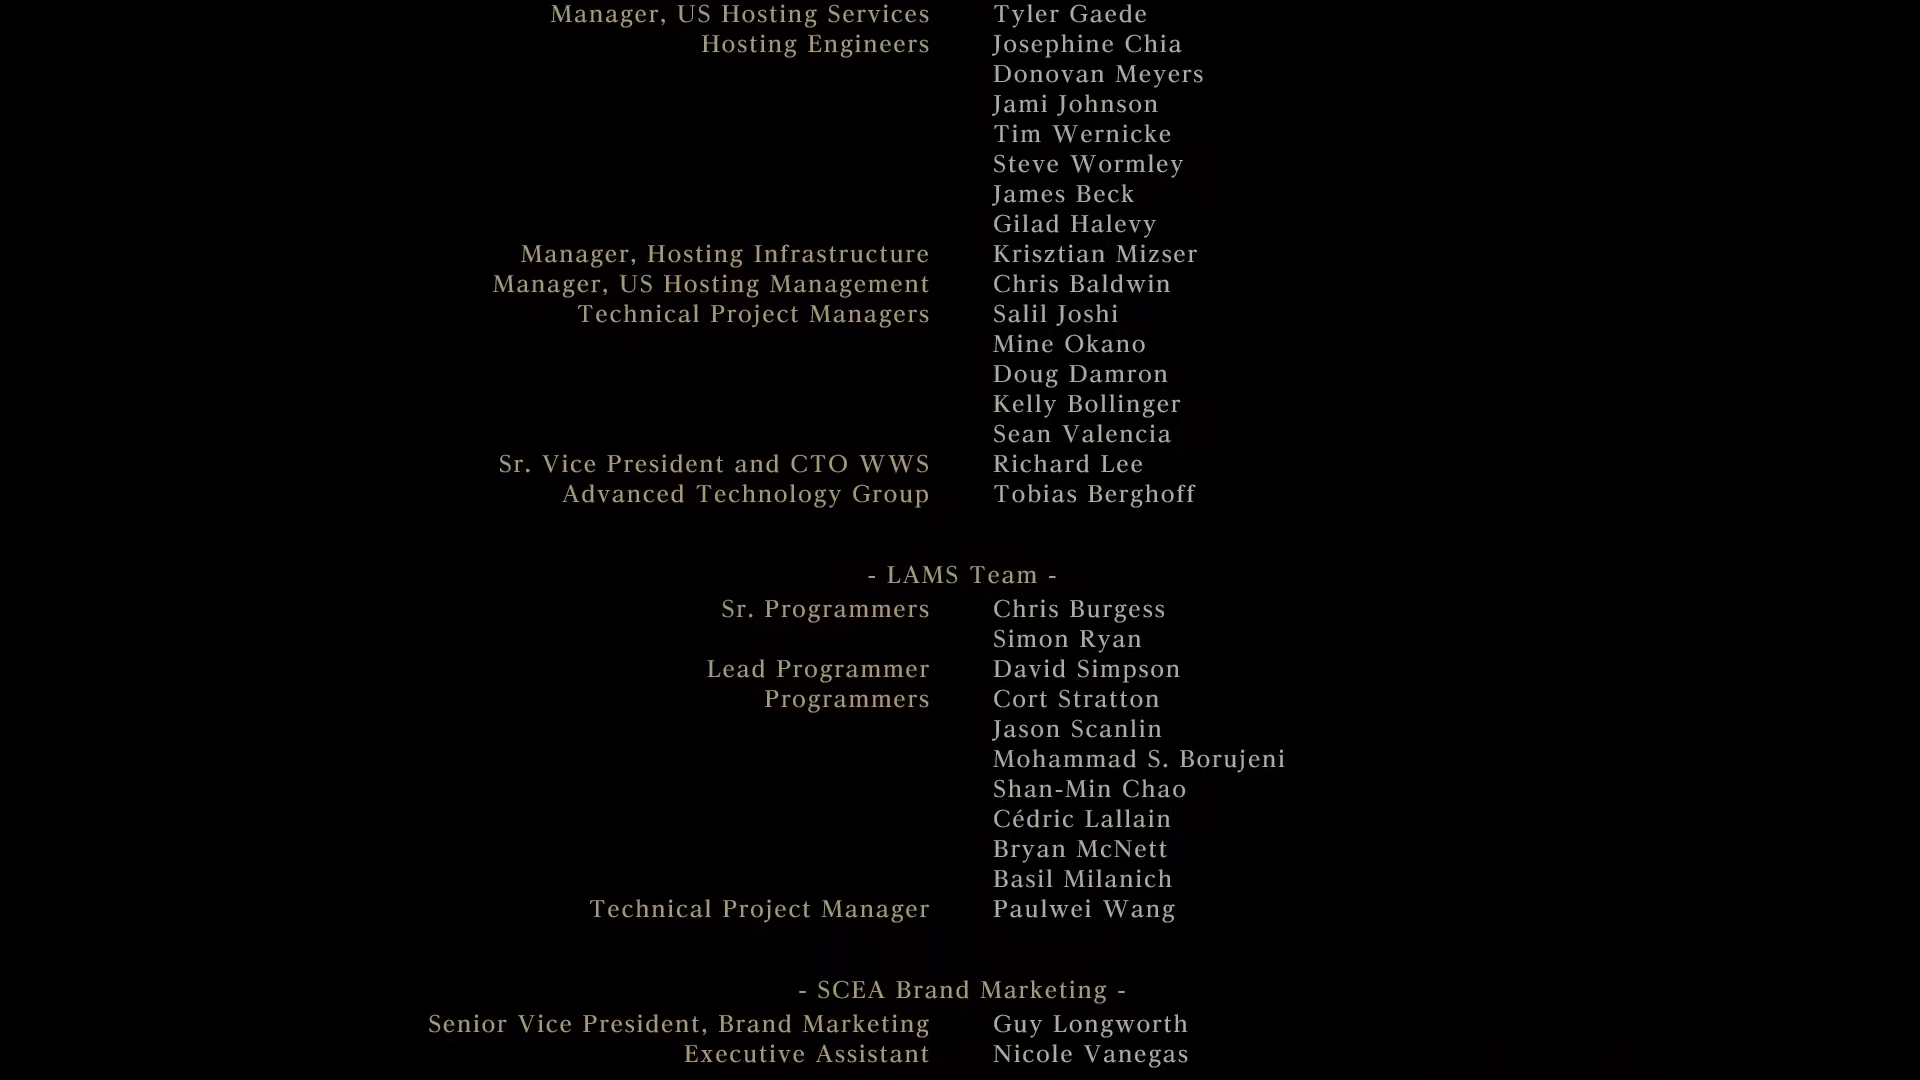 Manager, US Hosting Services Tyler Gaede
Hosting Engineers Josephine Chia
Donovan Meyers
Jami Johnson
Tim Wernicke
Steve Wormley
James Beck
Gilad Halevy
Manager, Hosting Infrastructure Krisztian Mizser
Manager, US Hosting Management Chris Baldwin
Technical Project Managers Salil Joshi
Mine Okano
Doug Damron
Kelly Bollinger
Sean Valencia
Sr. Vice President and CTO WWS Richard Lee
Advanced Technology Group Tobias Berghoff
- LAMS Team -
Sr. Programmers Chris Burgess
Simon Ryan
Lead Programmer David Simpson
Programmers Cort Stratton
Jason Scanlin
Mohammad S. Borujeni
Shan-Min Chao
Cédric Lallain
Bryan McNett
Basil Milanich
Technical Project Manager Paulwei Wang
- SCEA Brand Marketing -
Senior Vice President, Brand Marketing Guy Longworth
Executive Assistant Nicole Vanegas